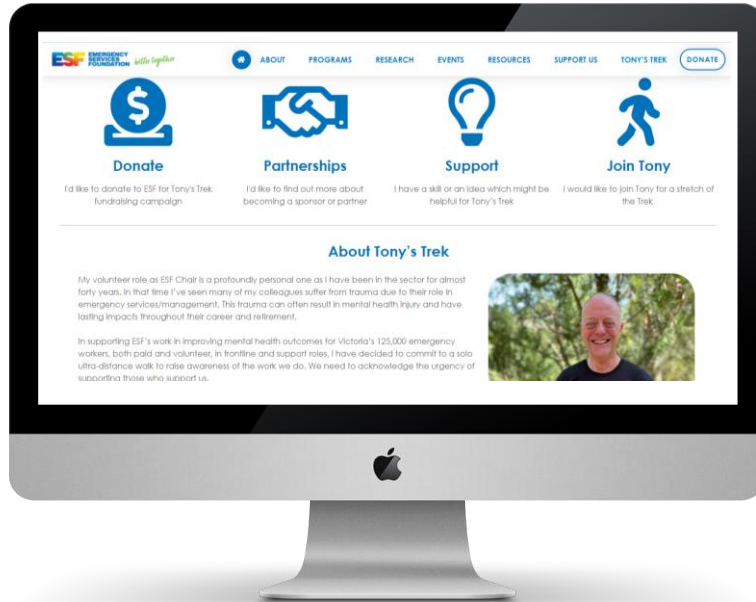 ESF EMERGENCY SERVICES FOUNDATION better together
ABOUT PROGRAMS RESEARCH EVENTS RESOURCES SUPPORT US TONY'S TREK DONATE
Donate
I'd like to donate to ESF for Tony's Trek
fundraising campaign
Partnerships
I'd like to find out more about
becoming a sponsor or partner
Support
I have a skill or an idea which might be
helpful for Tony's Trek
Join Tony
I would like to join Tony for a stretch of
the Trek
About Tony's Trek
My volunteer role as ESF Chair is a profoundly personal one as I have been in the sector for almost
forty years. In that time I've seen many of my colleagues suffer from trauma due to their role in
emergency services/management. This trauma can often result in mental health injury and have
lasting impacts throughout their career and retirement.
In supporting ESF's work in improving mental health outcomes for Victoria's 125,000 emergency
workers, both paid and volunteer, in frontline and support roles, I have decided to commit to a solo
ultra-distance walk to raise awareness of the work we do. We need to acknowledge the urgency of
supporting those who support us.